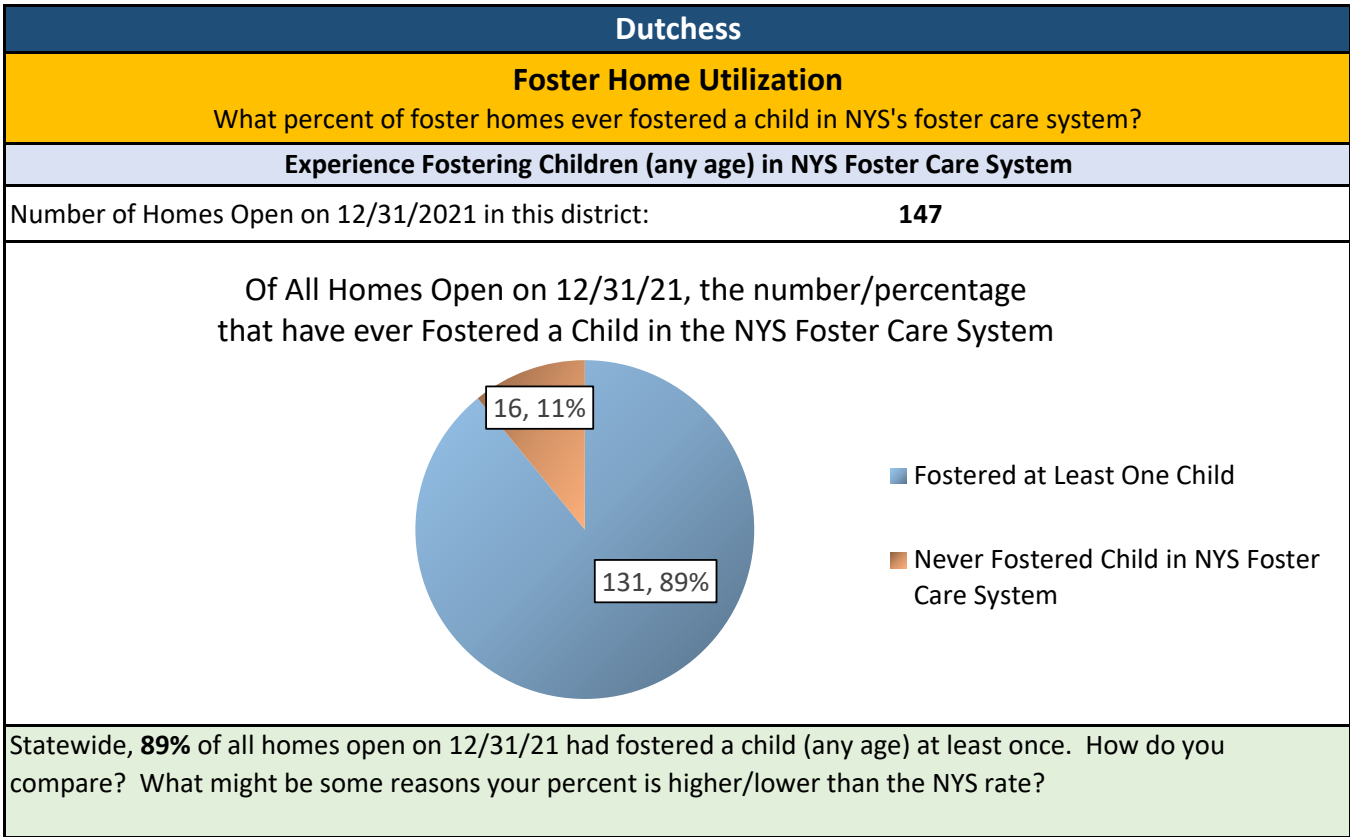 Dutchess
Foster Home Utilization
What percent of foster homes ever fostered a child in NYS's foster care system?
Experience Fostering Children (any age) in NYS Foster Care System
Number of Homes Open on 12/31/2021 in this district: 147
Of All Homes Open on 12/31/21, the number/percentage
that have ever Fostered a Child in the NYS Foster Care System
16, 11%
131, 89%
Fostered at Least One Child
Never Fostered Child in NYS Foster
Care System
Statewide, 89% of all homes open on 12/31/21 had fostered a child (any age) at least once.  How do you
compare?  What might be some reasons your percent is higher/lower than the NYS rate?